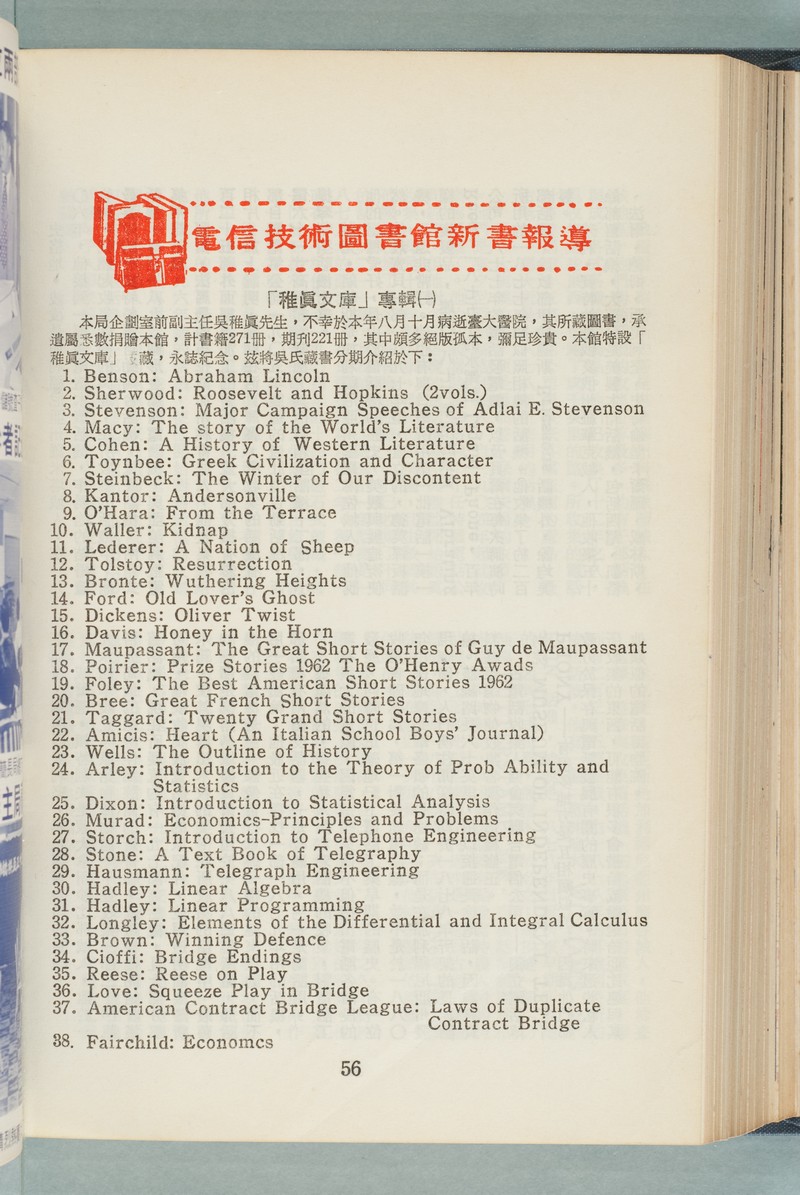 電信技術圖書館新書報導
「稚眞文庫」專輯㈠
本局企劃室前副主任吳稚眞先生,不幸於本年八月十月病逝臺大醫院,其所藏圖書,承
遺屬悉數捐贈本館,計書籍271册,期刋221册,其中頗多絕版孤本,彌足珍貴。本館特設「
稚眞文庫」 藏,永誌紀念。玆將吳氏藏書分期介紹於下:
1. Benson: Abraham Lincoln
2. Sherwood: Roosevelt and Hopkins (2vols.)
3. Stevenson: Major Campaign Speeches of Adlai E. Stevenson
4. Macy: The story of the World's Literature
5. Cohen: A History of Western Literature
6. Toynbee: Greek Civilization and Character
7. Steinbeck: The Winter of Our Discontent
8. Kantor: Andersonville
9. O'Hara: From the Terrace
10. Waller: Kidnap
11. Lederer: A Nation of Sheep
12. Tolstoy: Resurrection
13. Bronte: Wuthering Heights
14. Ford: Old Lover's Ghost
15. Dickens: Oliver Twist
16. Davis: Honey in the Horn
17. Maupassant: The Great Short Stories of Guy de Maupassant
18. Poirier: Prize Stories 1962 The O'Henry Awads
19. Foley: The Best American Short Stories 1962
20. Bree: Great French Short Stories
21. Taggard: Twenty Grand Short Stories
22. Amicis: Heart (An Italian School Boys' Journal)
23. Wells: The Outline of History
24. Arley: Introduction to the Theory of Prob Ability and
Statistics
25. Dixon: Introduction to Statistical Analysis
26. Murad: Economics-Principles and Problems
27. Storch: Introduction to Telephone Engineering
28. Stone: A Text Book of Telegraphy
29. Hausmann: Telegraph Engineering
30. Hadley: Linear Algebra
31. Hadley: Linear Programming
32. Longley: Elements of the Differential and Integral Calculus
33. Brown: Winning Defence
34. Cioffi: Bridge Endings
35. Reese: Reese on Play
36. Love: Squeeze Play in Bridge
37. American Contract Bridge League: Laws of Duplicate
Contract Bridge
38. Fairchild: Economcs
56